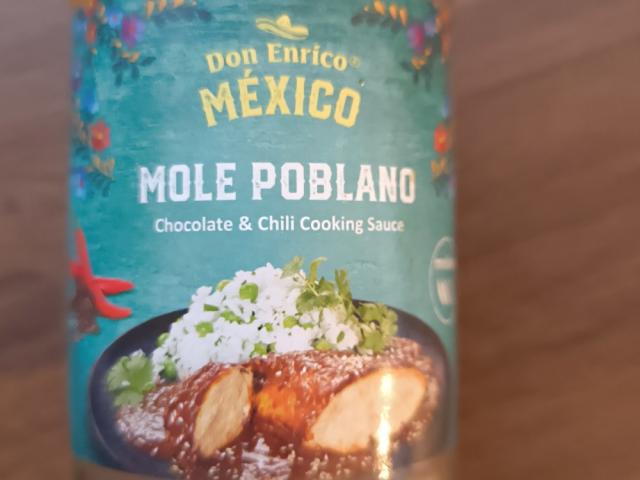 Don Enrico®
MÉXICO
MOLE POBLANO
Chocolate & Chili Cooking Sauce